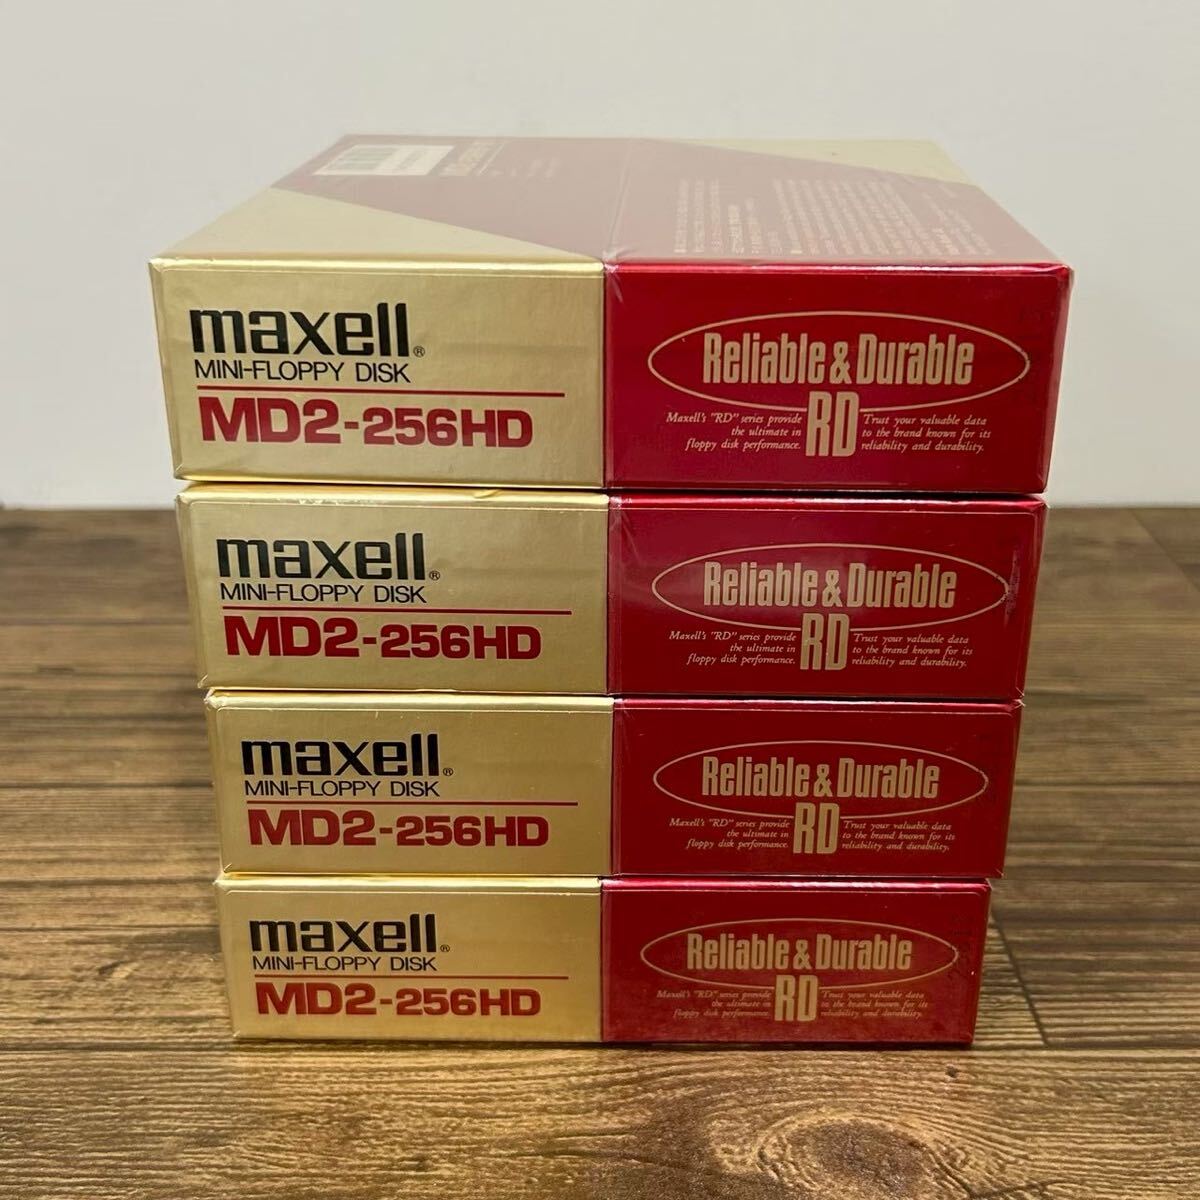 maxell®
MINI-FLOPPY DISK
MD2-256HD
Reliable & Durable
RD
Maxell's "RD" series provide
the ultimate in
floppy disk performance.
Trust your valuable data
to the brand known for its
reliability and durability.
maxell®
MINI-FLOPPY DISK
MD2-256HD
Reliable & Durable
RD
Maxell's "RD" series provide
the ultimate in
floppy disk performance.
Trust your valuable data
to the brand known for its
reliability and durability.
maxell®
MINI-FLOPPY DISK
MD2-256HD
Reliable & Durable
RD
Maxell's "RD" series provide
the ultimate in
floppy disk performance.
Trust your valuable data
to the brand known for its
reliability and durability.
maxell®
MINI-FLOPPY DISK
MD2-256HD
Reliable & Durable
RD
Maxell's "RD" series provide
the ultimate in
floppy disk performance.
Trust your valuable data
to the brand known for its
reliability and durability.